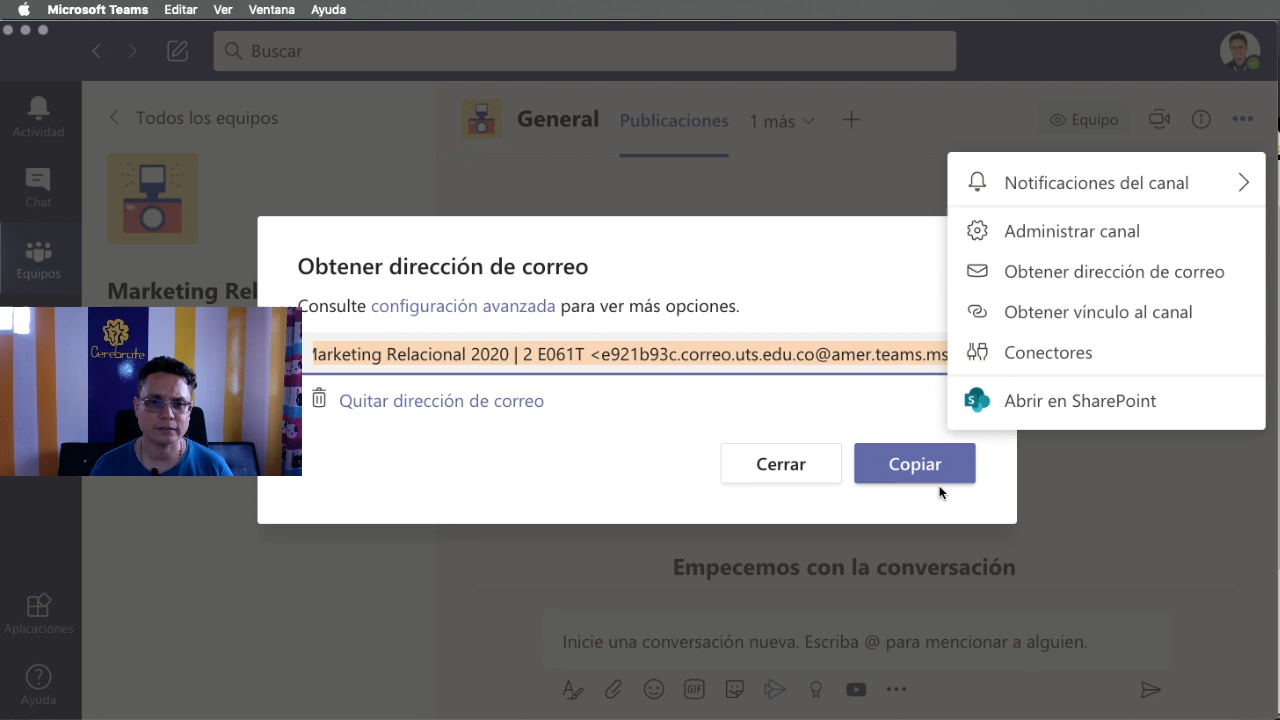 Microsoft Teams Editar Ver Ventana Ayuda
Buscar
Actividad
Chat
Equipos
Aplicaciones
Ayuda
Todos los equipos
Marketing Rel
Cerebrate
General Publicaciones 1 más
Equipo
Notificaciones del canal
Administrar canal
Obtener dirección de correo
Obtener vínculo al canal
Conectores
Abrir en SharePoint
Obtener dirección de correo
Consulte configuración avanzada para ver más opciones.
Marketing Relacional 2020 | 2 E061T <e921b93c.correo.uts.edu.co@amer.teams.ms
Quitar dirección de correo
Cerrar Copiar
Empecemos con la conversación
Inicie una conversación nueva. Escriba @ para mencionar a alguien.
GIF